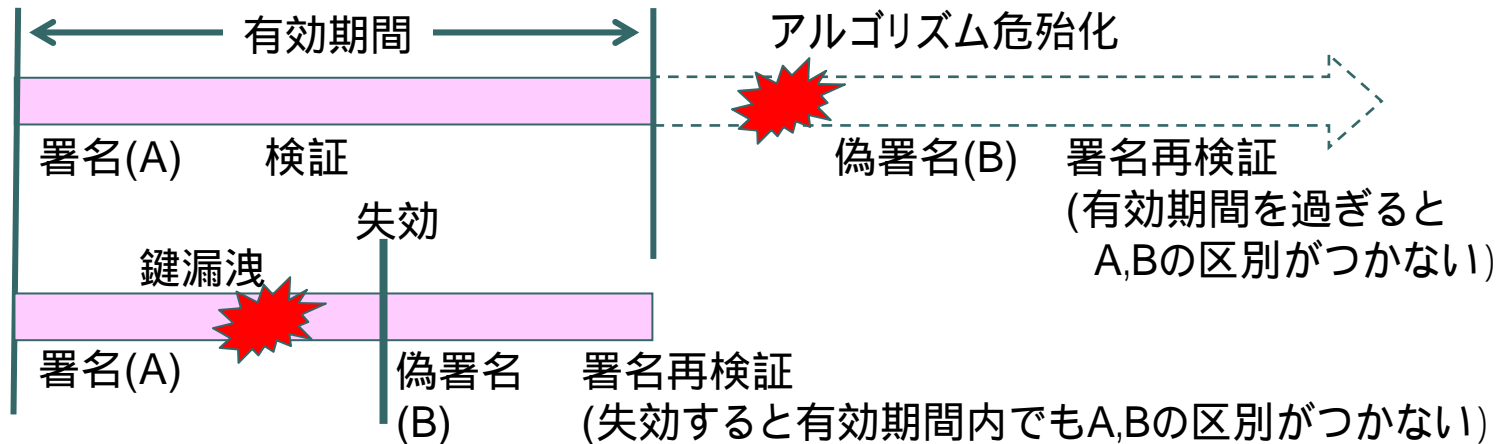 有効期間
アルゴリズム危殆化
署名(A)
検証
偽署名(B)
署名再検証
(有効期間を過ぎると
A,Bの区別がつかない)
失効
鍵漏洩
署名(A)
偽署名
(B)
署名再検証
(失効すると有効期間内でもA,Bの区別がつかない)